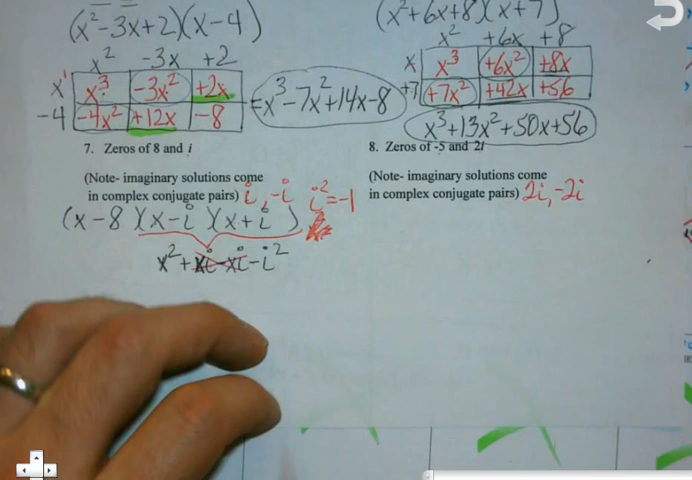 (x²-3x+2)(x-4)
x² -3x +2
x x³ -3x² +2x
-4 -4x² +12x -8
=x³-7x²+14x-8
7. Zeros of 8 and i
(Note- imaginary solutions come
in complex conjugate pairs) i, -i i²=-1
(x-8)(x-i)(x+i)
x²+xi-xi-i²
(x²+6x+8)(x+7)
x² +6x +8
x x³ +6x² +8x
+7 +7x² +42x +56
x³+13x²+50x+56
8. Zeros of -5 and 2i
(Note- imaginary solutions come
in complex conjugate pairs) 2i, -2i